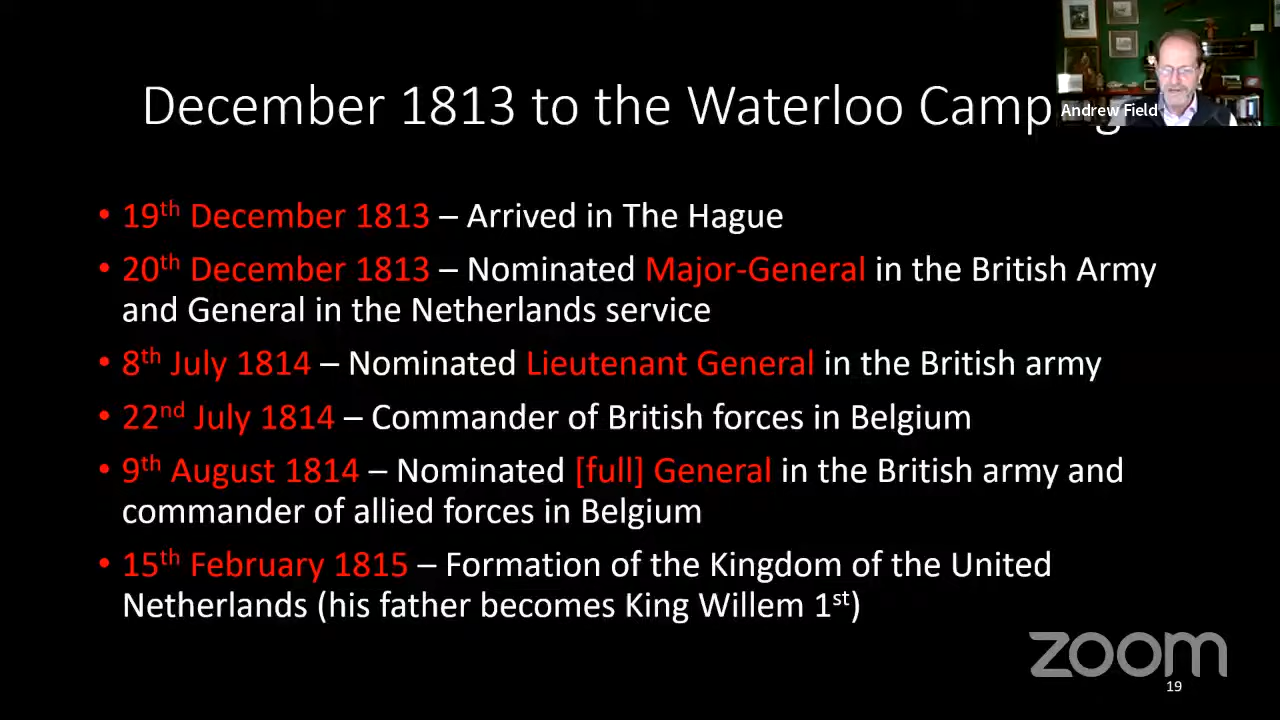 December 1813 to the Waterloo Camp
Andrew Field
• 19th December 1813 – Arrived in The Hague
• 20th December 1813 – Nominated Major-General in the British Army
and General in the Netherlands service
• 8th July 1814 – Nominated Lieutenant General in the British army
• 22nd July 1814 – Commander of British forces in Belgium
• 9th August 1814 – Nominated [full] General in the British army and
commander of allied forces in Belgium
• 15th February 1815 – Formation of the Kingdom of the United
Netherlands (his father becomes King Willem 1st)
zoom
19